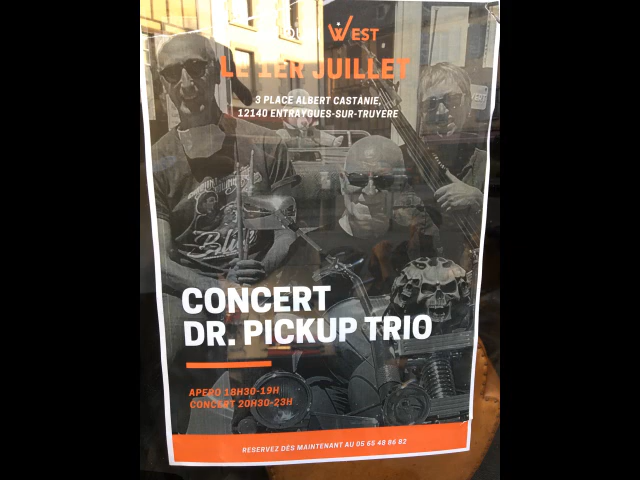 WEST
LE 1ER JUILLET
3 PLACE ALBERT CASTANIE,
12140 ENTRAYGUES-SUR-TRUYERE
CONCERT
DR. PICKUP TRIO
APERO 18H30-19H
CONCERT 20H30-23H
RESERVEZ DÈS MAINTENANT AU 05 65 48 86 82